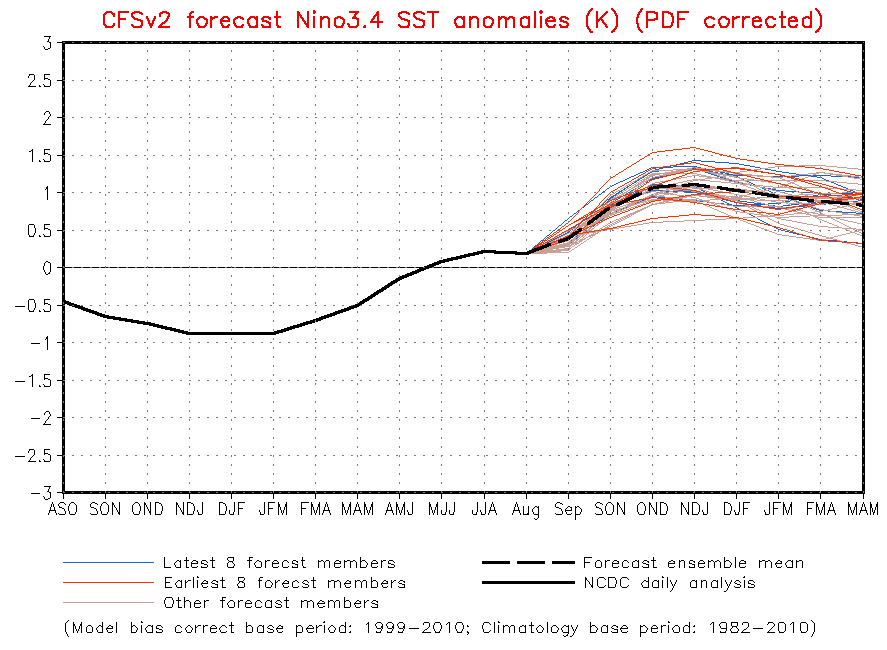 CFSv2 forecast Nino3.4 SST anomalies (K) (PDF corrected)
3
2.5
2
1.5
1
0.5
0
−0.5
−1
−1.5
−2
−2.5
−3
ASO SON OND NDJ DJF JFM FMA MAM AMJ MJJ JJA Aug Sep SON OND NDJ DJF JFM FMA MAM
Latest 8 forecst members
Forecast ensemble mean
Earliest 8 forecst members
NCDC daily analysis
Other forecast members
(Model bias correct base period: 1999−2010; Climatology base period: 1982−2010)